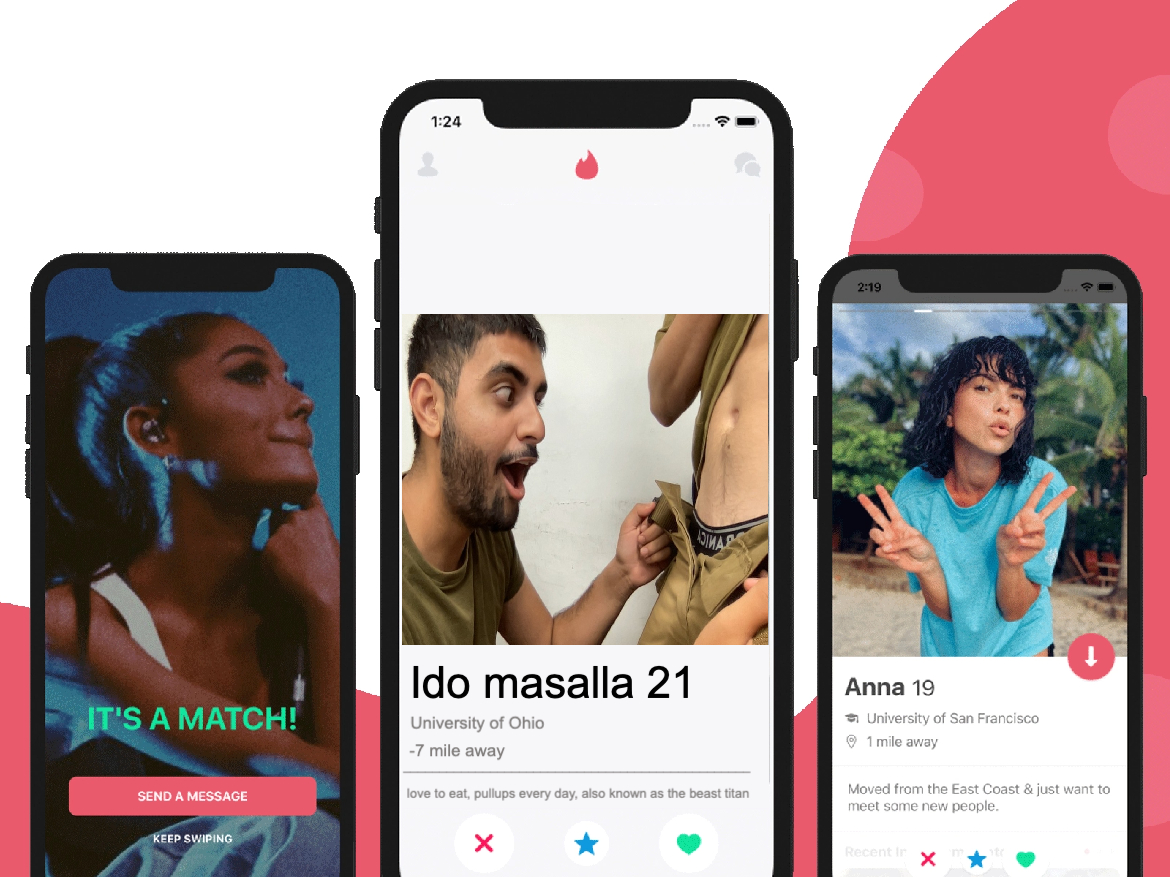 IT'S A MATCH!
SEND A MESSAGE
KEEP SWIPING
1:24
Ido masalla 21
University of Ohio
-7 mile away
love to eat, pullups every day, also known as the beast titan
2:19
Anna 19
University of San Francisco
1 mile away
Moved from the East Coast & just want to
meet some new people.
Recent